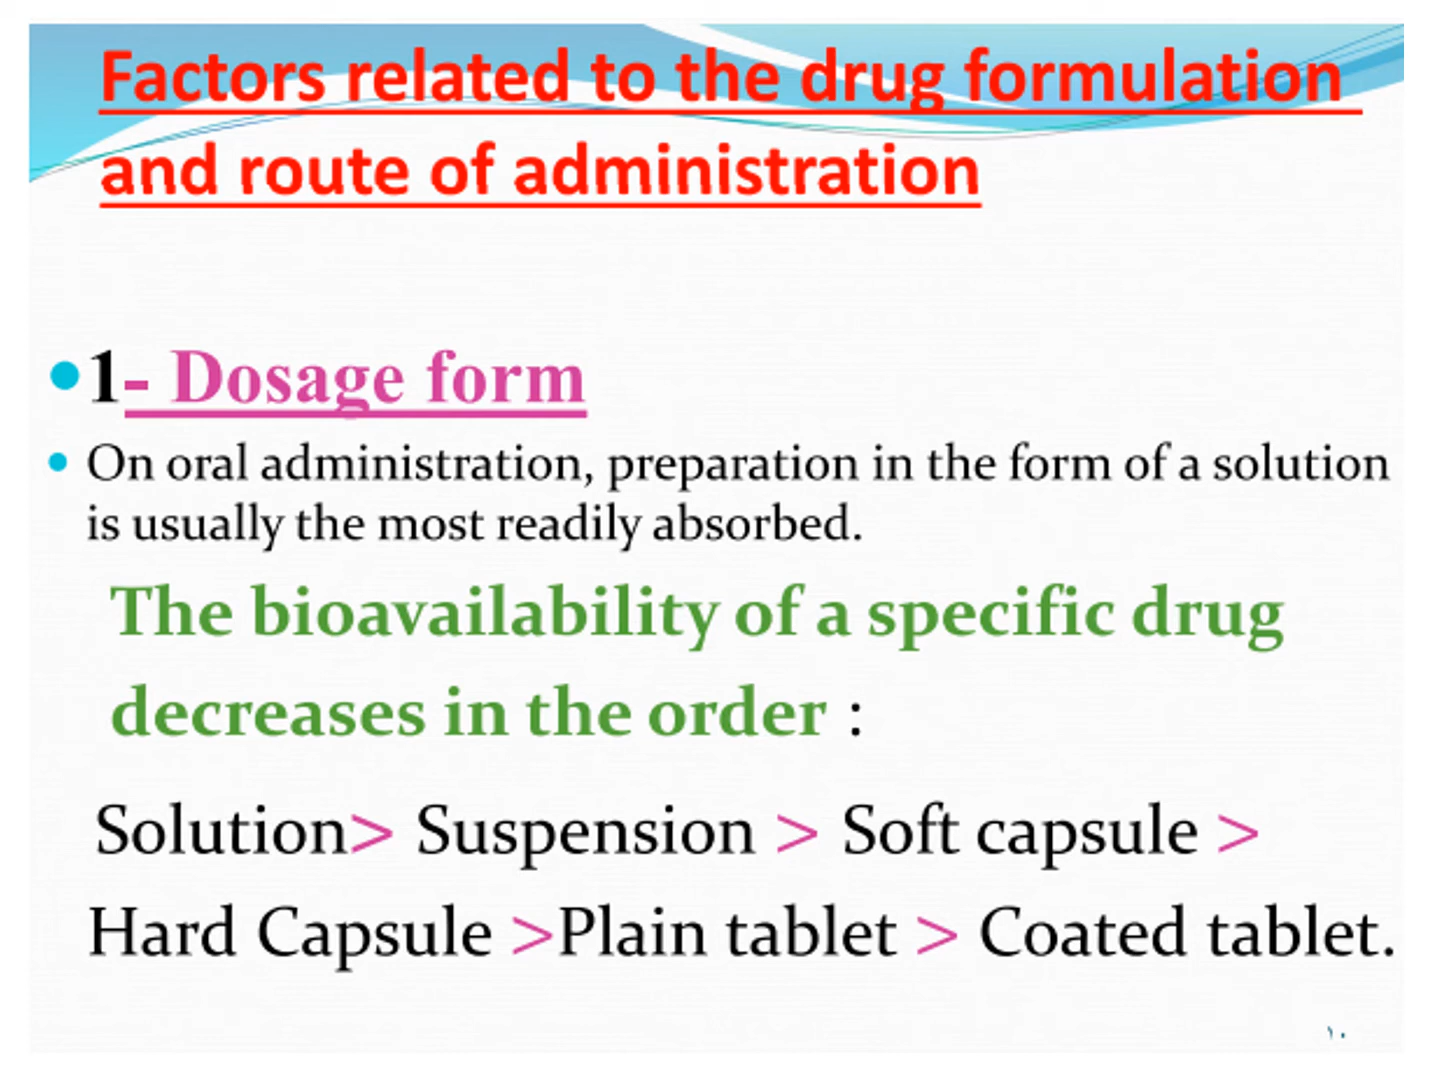 Factors related to the drug formulation
and route of administration
•1- Dosage form
• On oral administration, preparation in the form of a solution
is usually the most readily absorbed.
The bioavailability of a specific drug
decreases in the order :
Solution> Suspension > Soft capsule >
Hard Capsule >Plain tablet > Coated tablet.
١٠